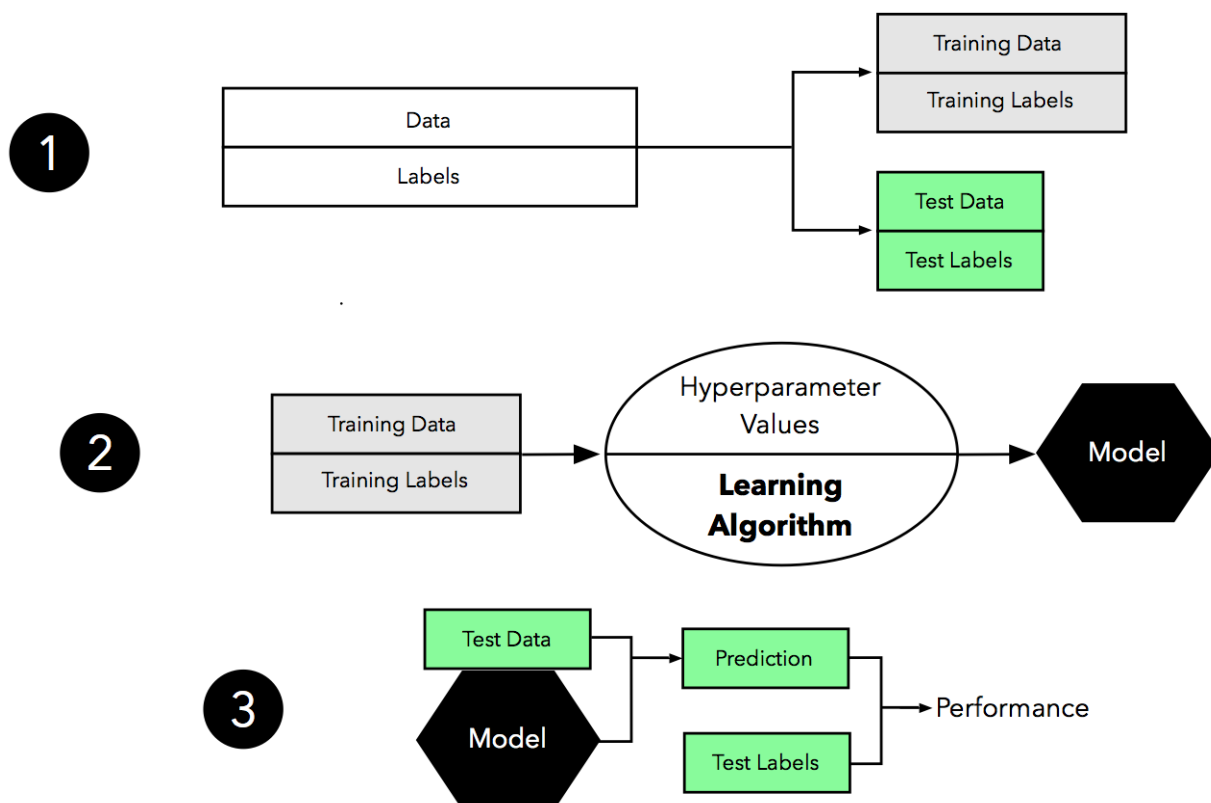 1
Data
Labels
Training Data
Training Labels
Test Data
Test Labels
2
Training Data
Training Labels
Hyperparameter
Values
Learning
Algorithm
Model
3
Test Data
Model
Prediction
Test Labels
Performance